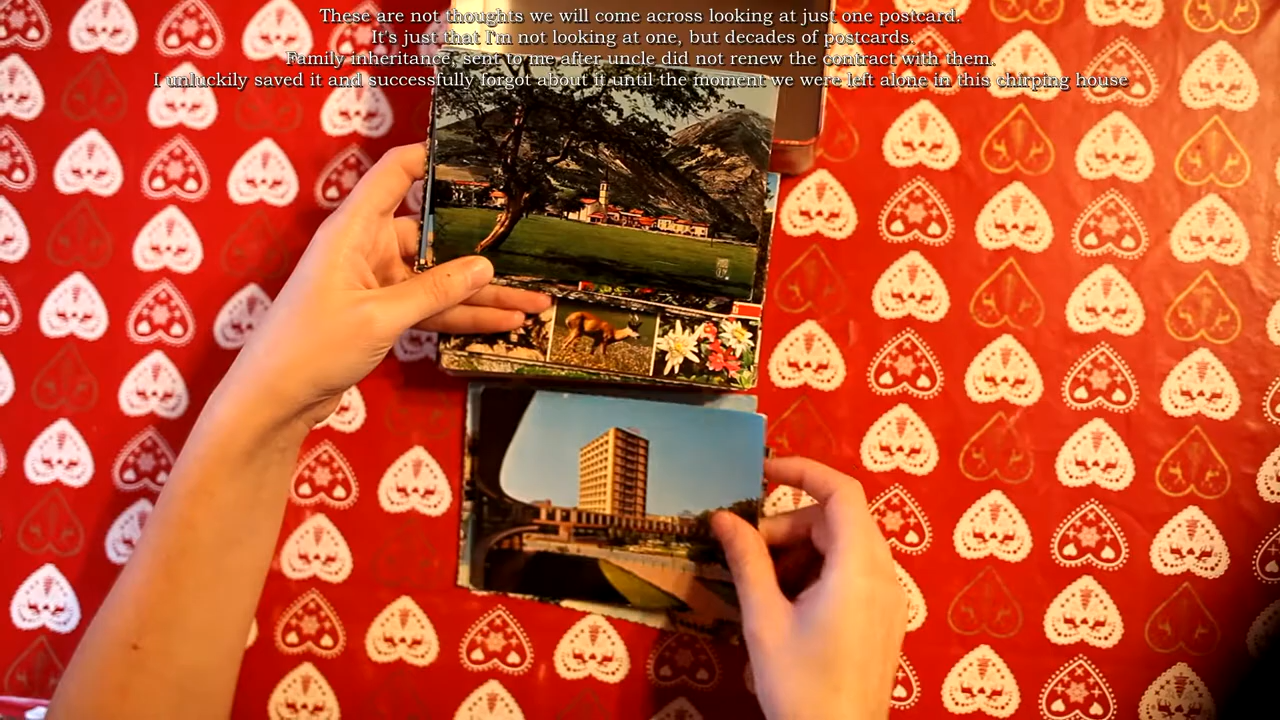 These are not thoughts we will come across looking at just one postcard.
It's just that I'm not looking at one, but decades of postcards.
Family inheritance, sent to me after uncle did not renew the contract with them.
I unluckily saved it and successfully forgot about it until the moment we were left alone in this chirping house